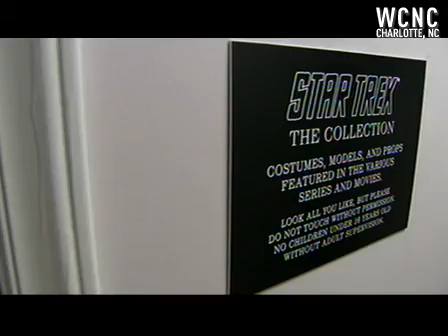 WCNC
CHARLOTTE, NC
STAR TREK
THE COLLECTION
COSTUMES, MODELS, AND PROPS
FEATURED IN THE VARIOUS
SERIES AND MOVIES.
LOOK ALL YOU LIKE, BUT PLEASE
DO NOT TOUCH WITHOUT PERMISSION.
NO CHILDREN UNDER 16 YEARS OLD
WITHOUT ADULT SUPERVISION.